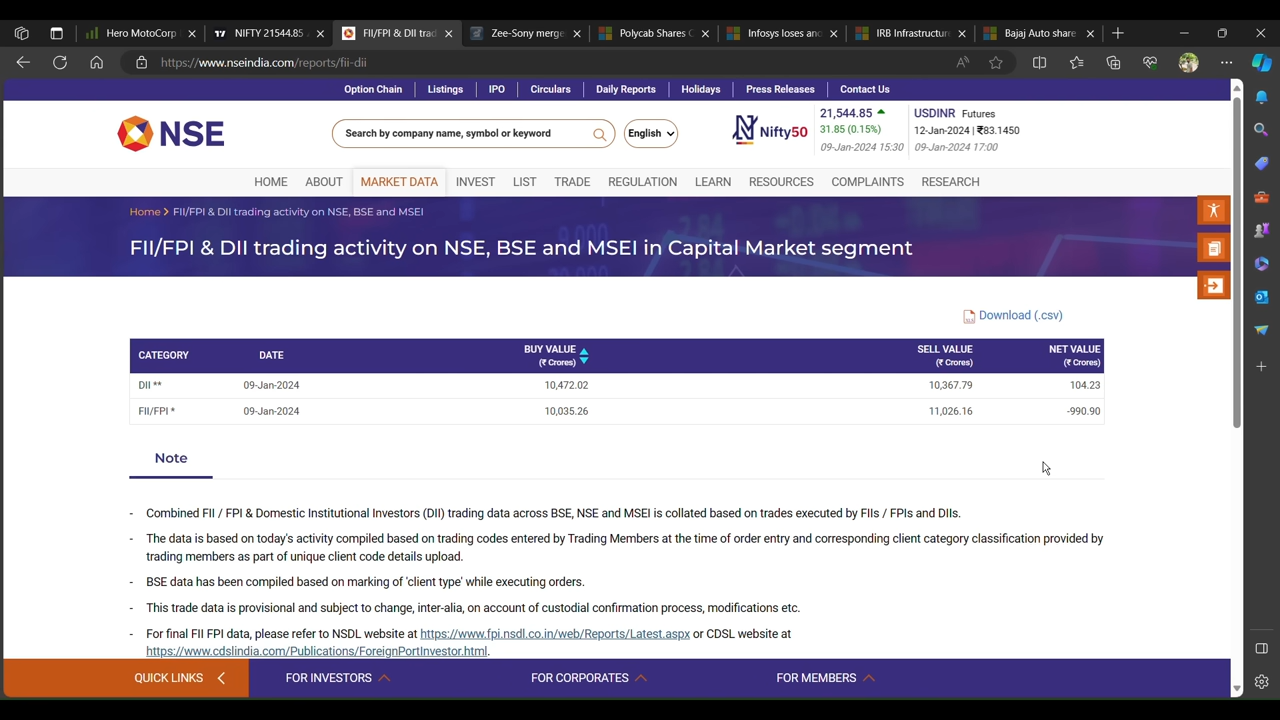 Hero MotoCorp
NIFTY 21544.85
FII/FPI & DII trad
Zee-Sony merge
Polycab Shares
Infosys loses an
IRB Infrastructur
Bajaj Auto share
https://www.nseindia.com/reports/fii-dii
Option Chain
Listings
IPO
Circulars
Daily Reports
Holidays
Press Releases
Contact Us
NSE
Search by company name, symbol or keyword
English
Nifty50
21,544.85
31.85 (0.15%)
09-Jan-2024 15:30
USDINR Futures
12-Jan-2024 | ₹83.1450
09-Jan-2024 17:00
HOME
ABOUT
MARKET DATA
INVEST
LIST
TRADE
REGULATION
LEARN
RESOURCES
COMPLAINTS
RESEARCH
Home > FII/FPI & DII trading activity on NSE, BSE and MSEI
FII/FPI & DII trading activity on NSE, BSE and MSEI in Capital Market segment
Download (.csv)
CATEGORY DATE BUY VALUE (₹ Crores) SELL VALUE (₹ Crores) NET VALUE (₹ Crores)
DII ** 09-Jan-2024 10,472.02 10,367.79 104.23
FII/FPI * 09-Jan-2024 10,035.26 11,026.16 -990.90
Note
- Combined FII / FPI & Domestic Institutional Investors (DII) trading data across BSE, NSE and MSEI is collated based on trades executed by FIIs / FPIs and DIIs.
- The data is based on today's activity compiled based on trading codes entered by Trading Members at the time of order entry and corresponding client category classification provided by
trading members as part of unique client code details upload.
- BSE data has been compiled based on marking of 'client type' while executing orders.
- This trade data is provisional and subject to change, inter-alia, on account of custodial confirmation process, modifications etc.
- For final FII FPI data, please refer to NSDL website at https://www.fpi.nsdl.co.in/web/Reports/Latest.aspx or CDSL website at
https://www.cdslindia.com/Publications/ForeignPortInvestor.html.
QUICK LINKS
FOR INVESTORS
FOR CORPORATES
FOR MEMBERS